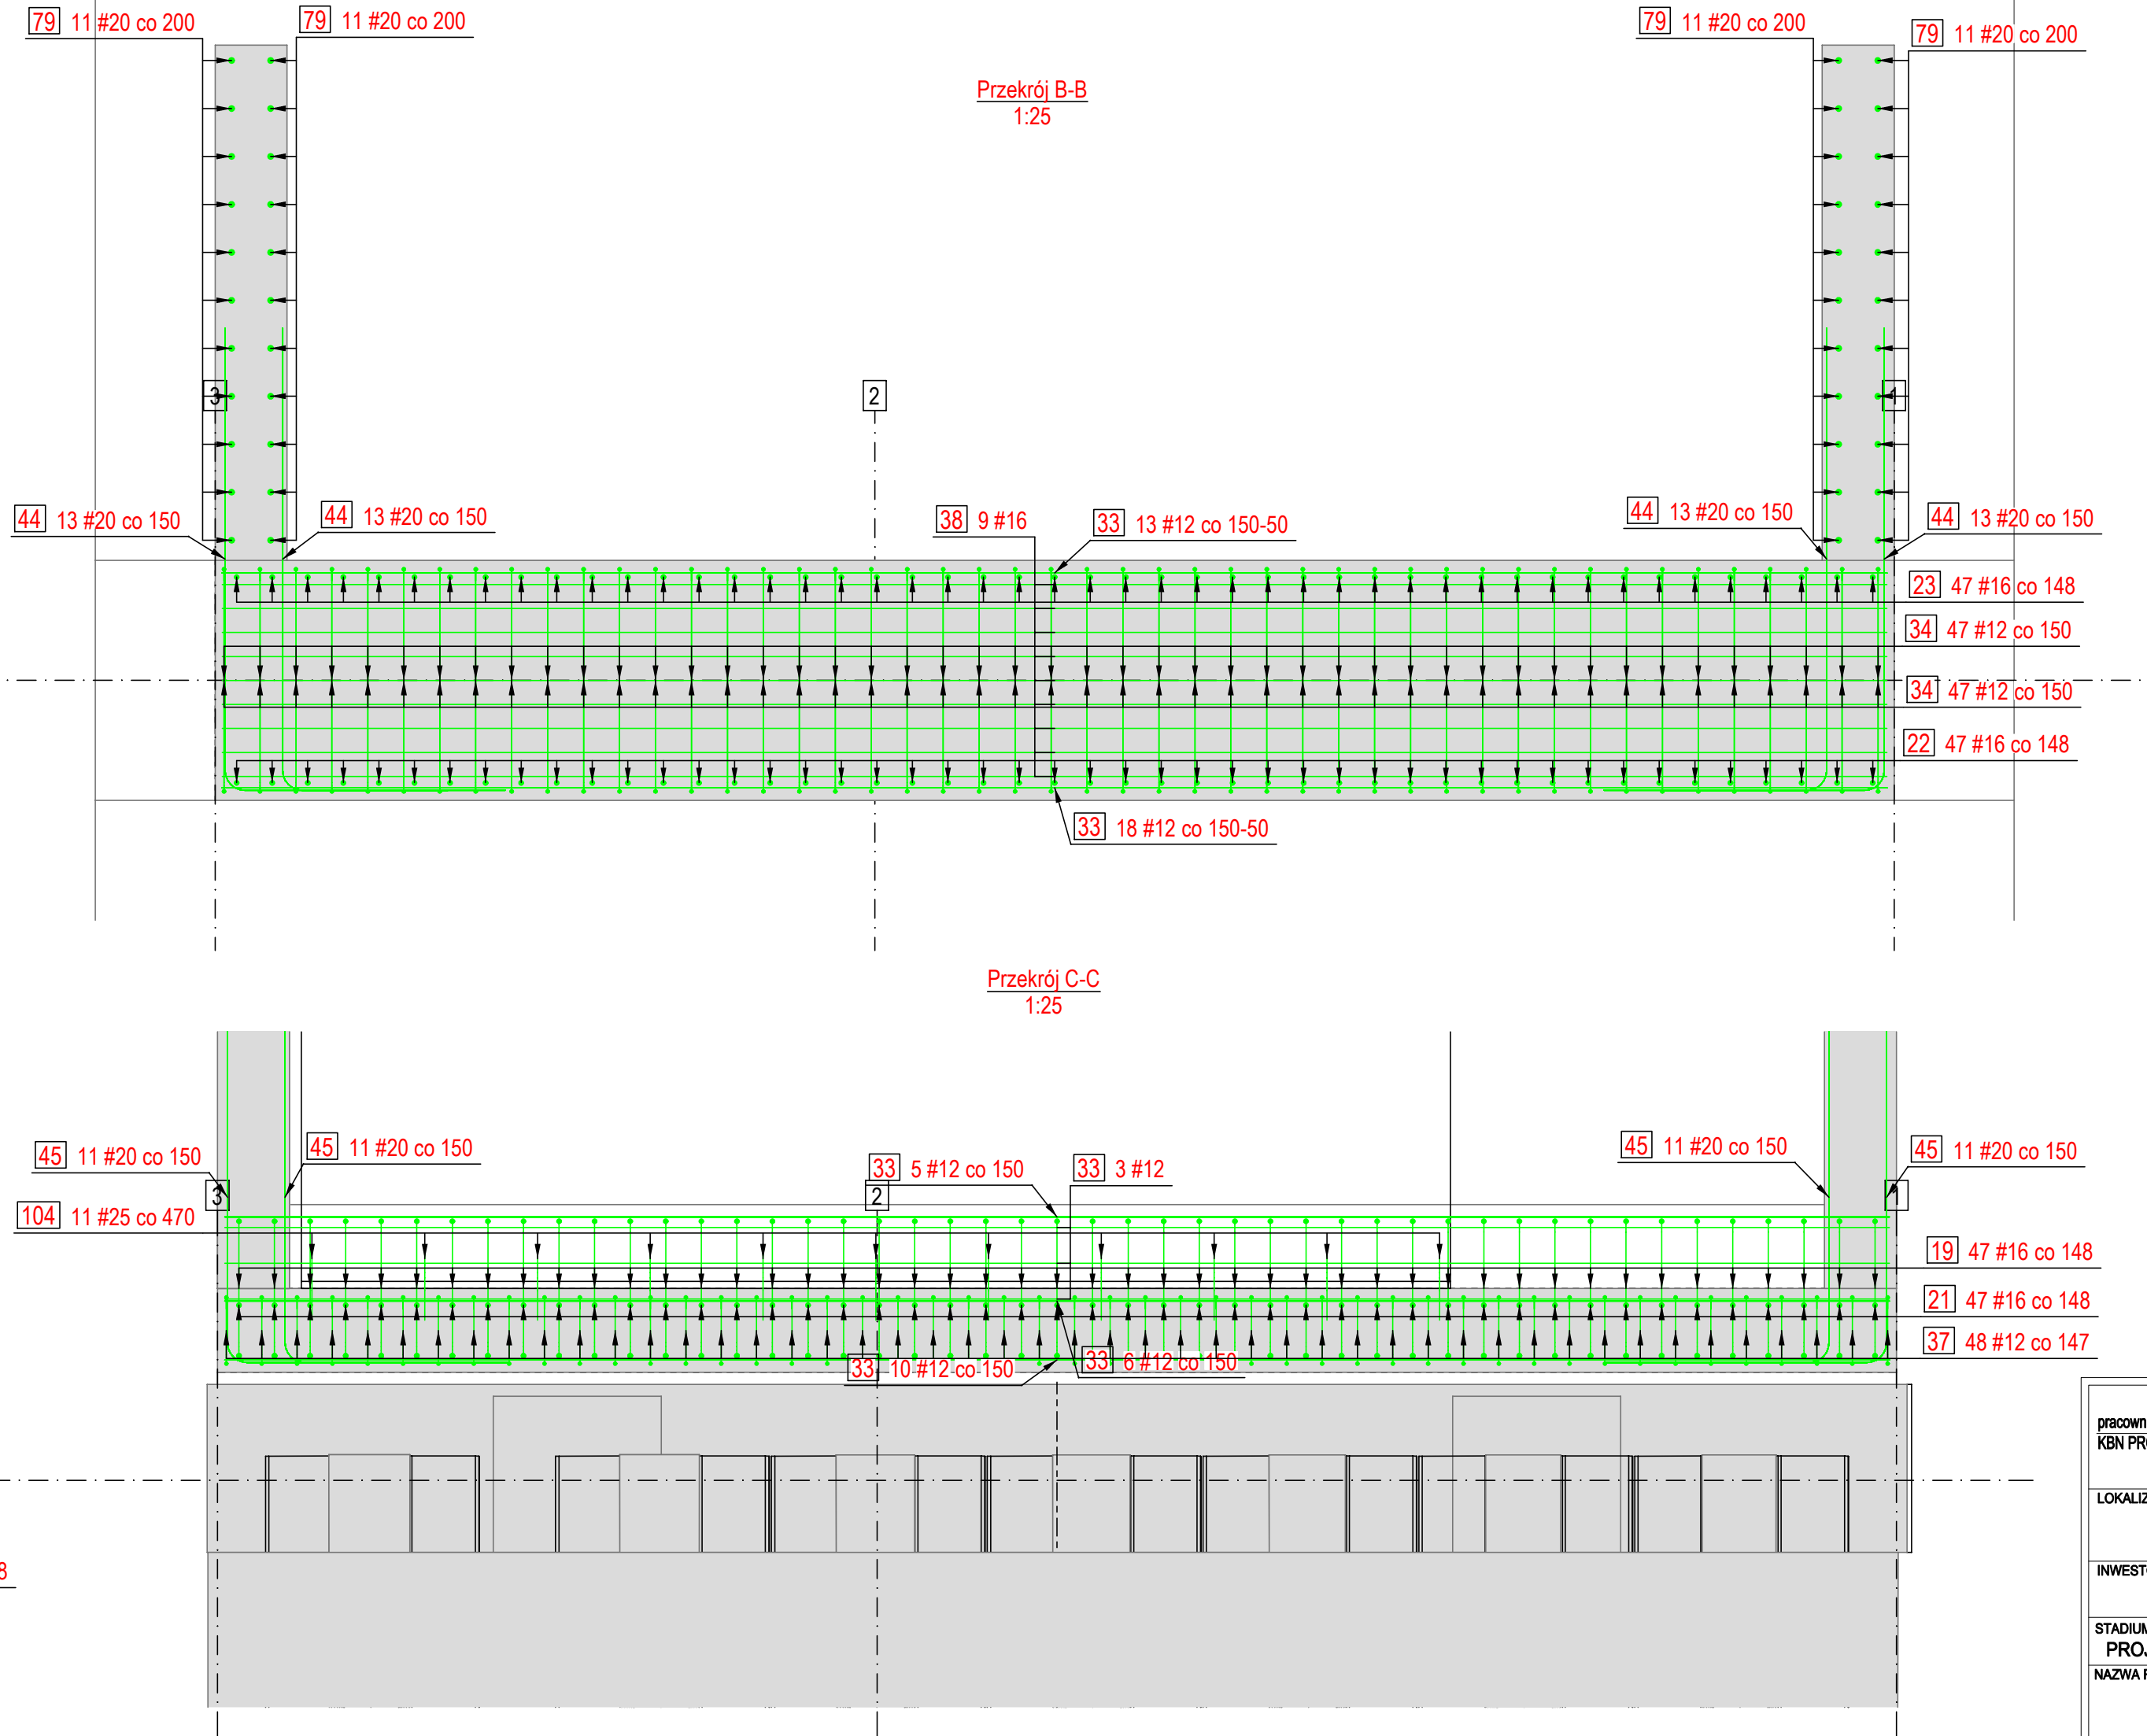 79 11 #20 co 200
79 11 #20 co 200
79 11 #20 co 200
79 11 #20 co 200
Przekrój B-B
1:25
3
2
1
44 13 #20 co 150
44 13 #20 co 150
38 9 #16
33 13 #12 co 150-50
44 13 #20 co 150
44 13 #20 co 150
23 47 #16 co 148
34 47 #12 co 150
34 47 #12 co 150
22 47 #16 co 148
33 18 #12 co 150-50
Przekrój C-C
1:25
45 11 #20 co 150
45 11 #20 co 150
33 5 #12 co 150
33 3 #12
45 11 #20 co 150
45 11 #20 co 150
3
2
104 11 #25 co 470
19 47 #16 co 148
21 47 #16 co 148
37 48 #12 co 147
33 10 #12 co 150
33 6 #12 co 150
8
pracown
KBN PR
LOKALIZ
INWEST
STADIUM
PROJ
NAZWA